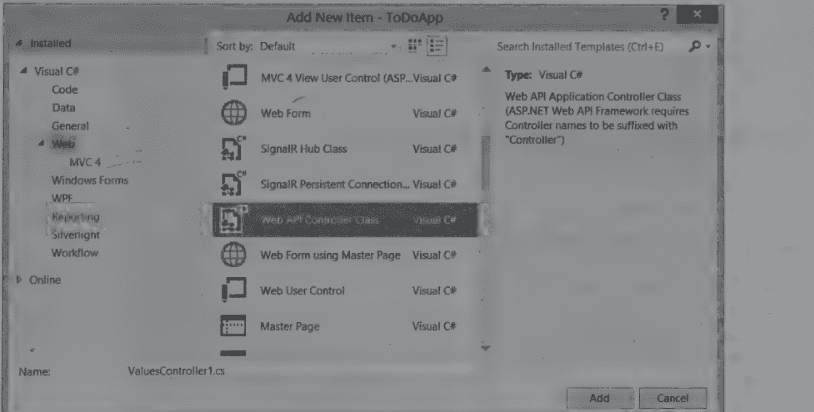 Add New Item - ToDoApp
?
Installed
Sort by: Default
Search Installed Templates (Ctrl+E)
Visual C#
Code
Data
General
Web
MVC 4
Windows Forms
WPF
Reporting
Silverlight
Workflow
Online
MVC 4 View User Control (ASP... Visual C#
Web Form Visual C#
SignalR Hub Class Visual C#
SignalR Persistent Connection... Visual C#
Web API Controller Class Visual C#
Web Form using Master Page Visual C#
Web User Control Visual C#
Master Page Visual C#
Type: Visual C#
Web API Application Controller Class
(ASP.NET Web API Framework requires
Controller names to be suffixed with
"Controller")
Name: ValuesController1.cs
Add Cancel